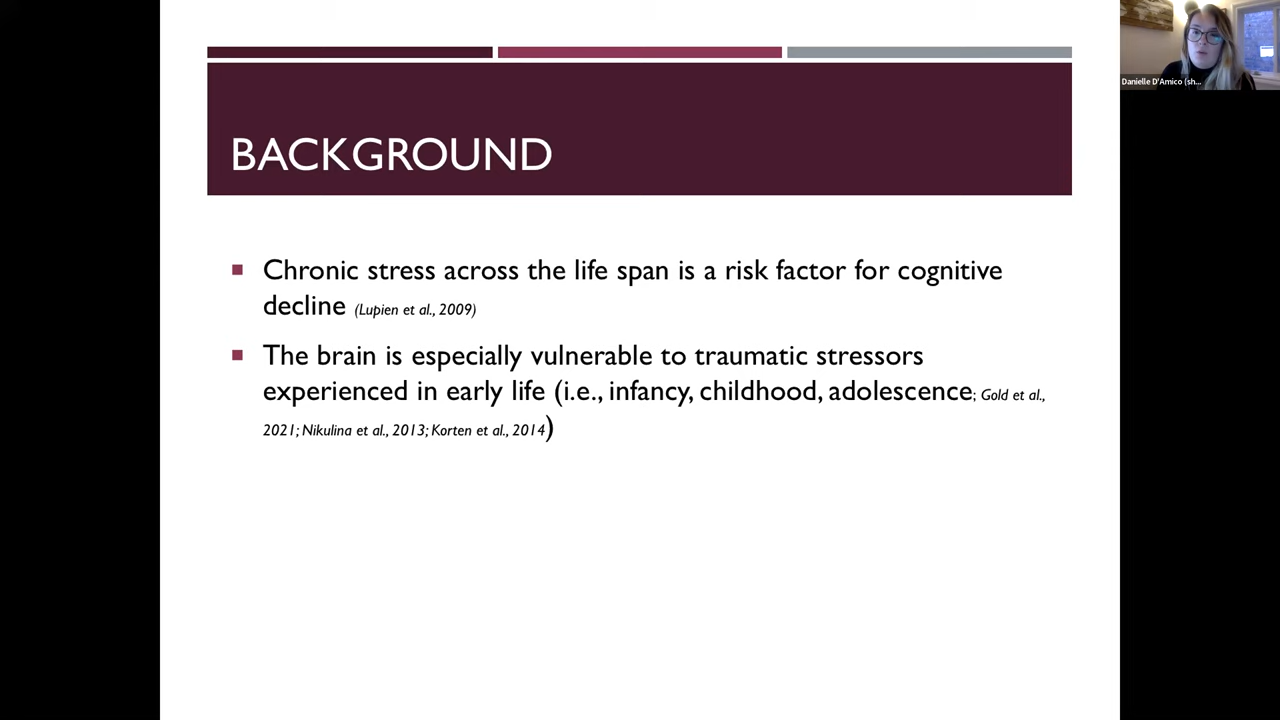 BACKGROUND
Chronic stress across the life span is a risk factor for cognitive
decline (Lupien et al., 2009)
The brain is especially vulnerable to traumatic stressors
experienced in early life (i.e., infancy, childhood, adolescence; Gold et al.,
2021; Nikulina et al., 2013; Korten et al., 2014)
Danielle D'Amico (sh...